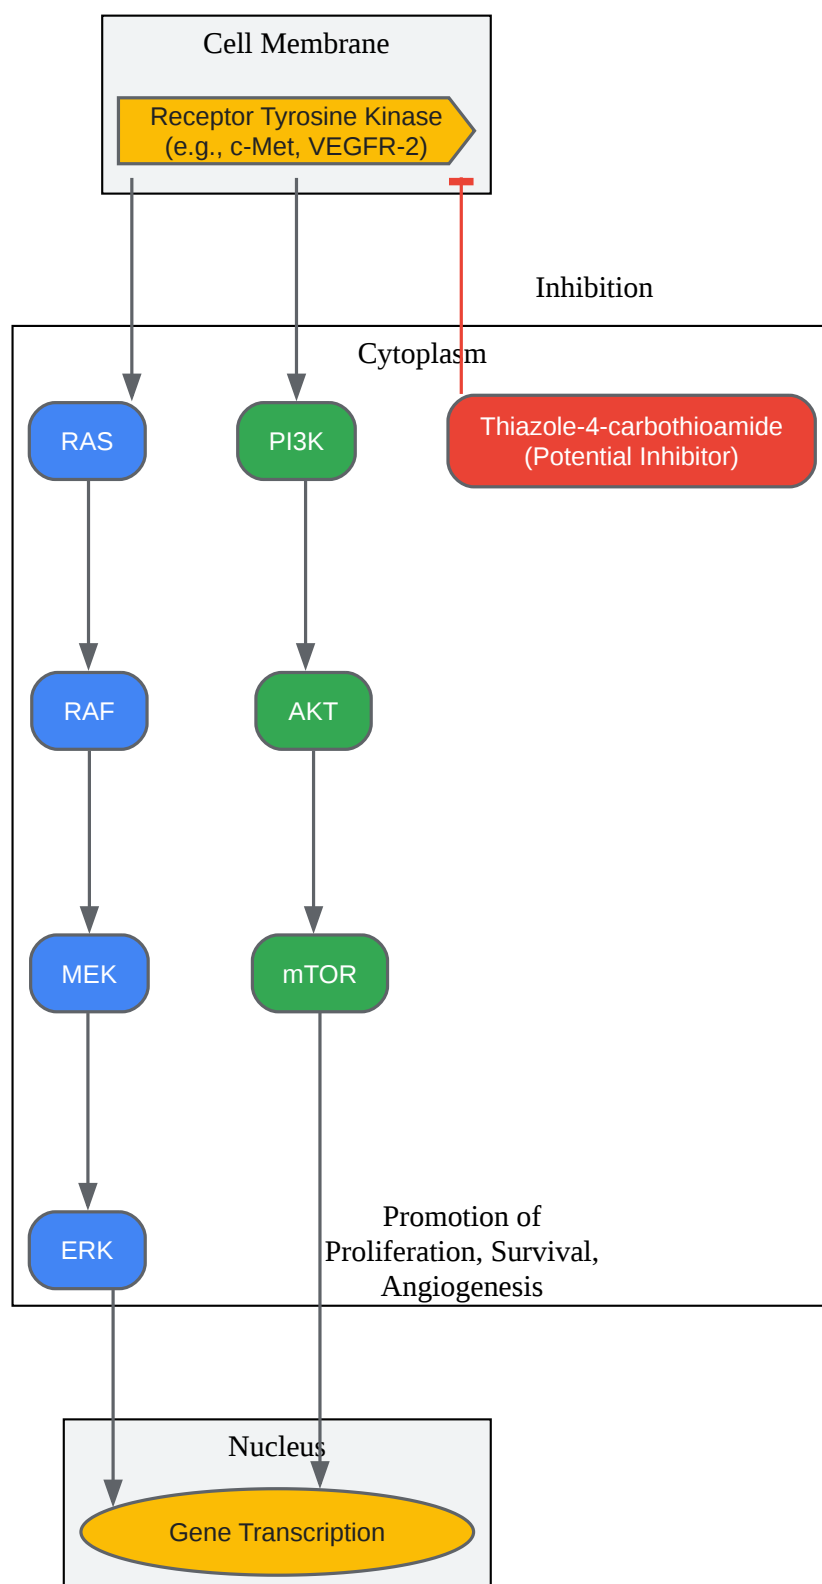 Cell Membrane
Receptor Tyrosine Kinase
(e.g., c-Met, VEGFR-2)
Inhibition
Cytoplasm
RAS
PI3K
Thiazole-4-carbothioamide
(Potential Inhibitor)
RAF
AKT
MEK
mTOR
ERK
Promotion of
Proliferation, Survival,
Angiogenesis
Nucleus
Gene Transcription